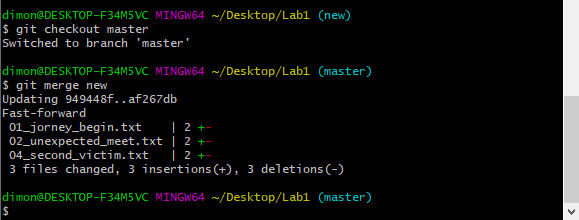 dimon@DESKTOP-F34M5VC MINGW64 ~/Desktop/Lab1 (new)
$ git checkout master
Switched to branch 'master'
dimon@DESKTOP-F34M5VC MINGW64 ~/Desktop/Lab1 (master)
$ git merge new
Updating 949448f..af267db
Fast-forward
 01_jorney_begin.txt    | 2 +-
 02_unexpected_meet.txt | 2 +-
 04_second_victim.txt   | 2 +-
 3 files changed, 3 insertions(+), 3 deletions(-)
dimon@DESKTOP-F34M5VC MINGW64 ~/Desktop/Lab1 (master)
$